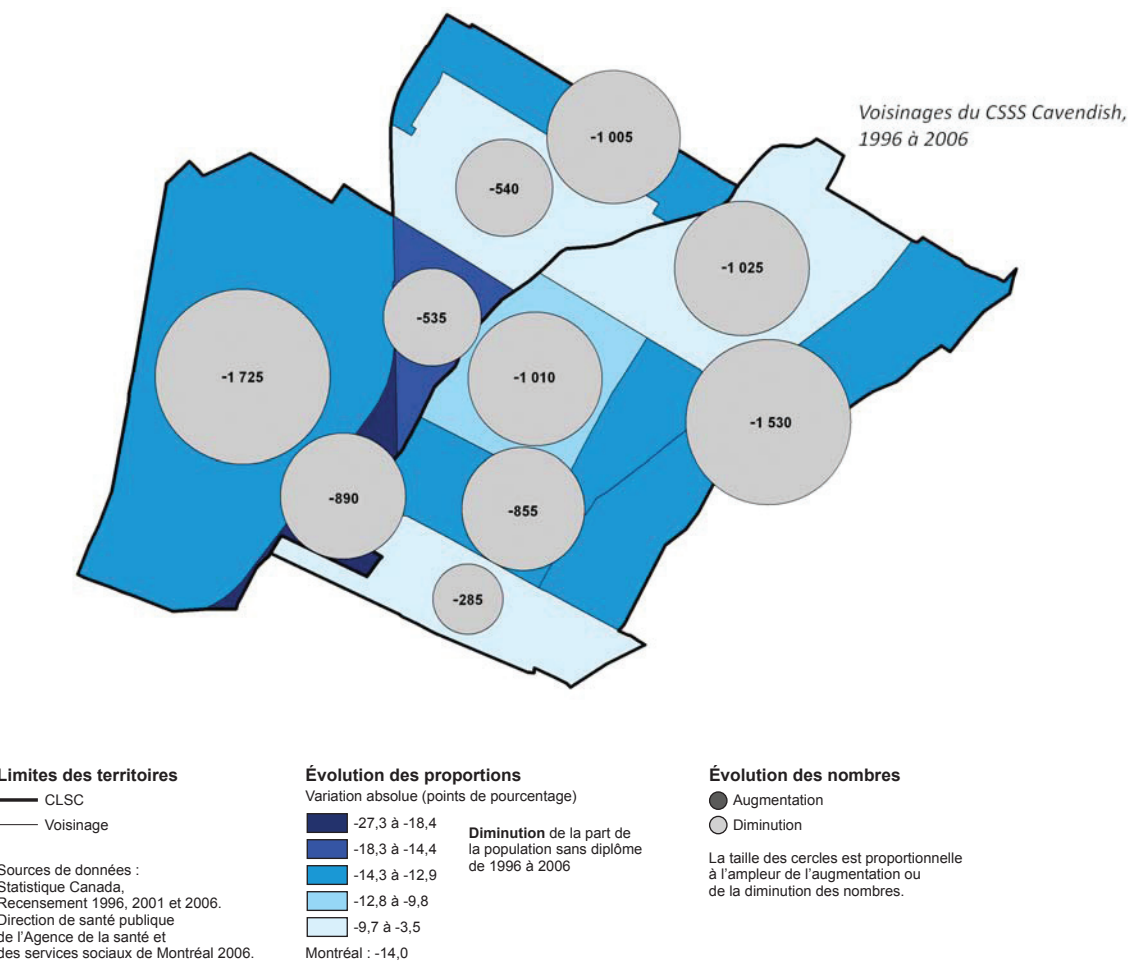 Voisinages du CSSS Cavendish,
1996 à 2006
-1 005
-540
-1 025
-535
-1 725
-1 010
-1 530
-890
-855
-285
Limites des territoires
CLSC
Voisinage
Sources de données :
Statistique Canada,
Recensement 1996, 2001 et 2006.
Direction de santé publique
de l'Agence de la santé et
des services sociaux de Montréal 2006.
Évolution des proportions
Variation absolue (points de pourcentage)
-27,3 à -18,4
-18,3 à -14,4
-14,3 à -12,9
-12,8 à -9,8
-9,7 à -3,5
Montréal : -14,0
Diminution de la part de
la population sans diplôme
de 1996 à 2006
Évolution des nombres
Augmentation
Diminution
La taille des cercles est proportionnelle
à l'ampleur de l'augmentation ou
de la diminution des nombres.